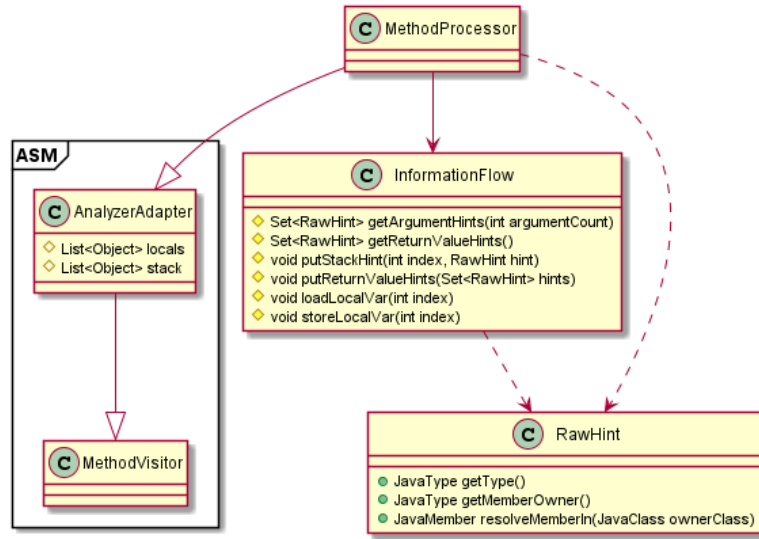 C MethodProcessor
ASM
C AnalyzerAdapter
List<Object> locals
List<Object> stack
C InformationFlow
Set<RawHint> getArgumentHints(int argumentCount)
Set<RawHint> getReturnValueHints()
void putStackHint(int index, RawHint hint)
void putReturnValueHints(Set<RawHint> hints)
void loadLocalVar(int index)
void storeLocalVar(int index)
C MethodVisitor
C RawHint
JavaType getType()
JavaType getMemberOwner()
JavaMember resolveMemberIn(JavaClass ownerClass)